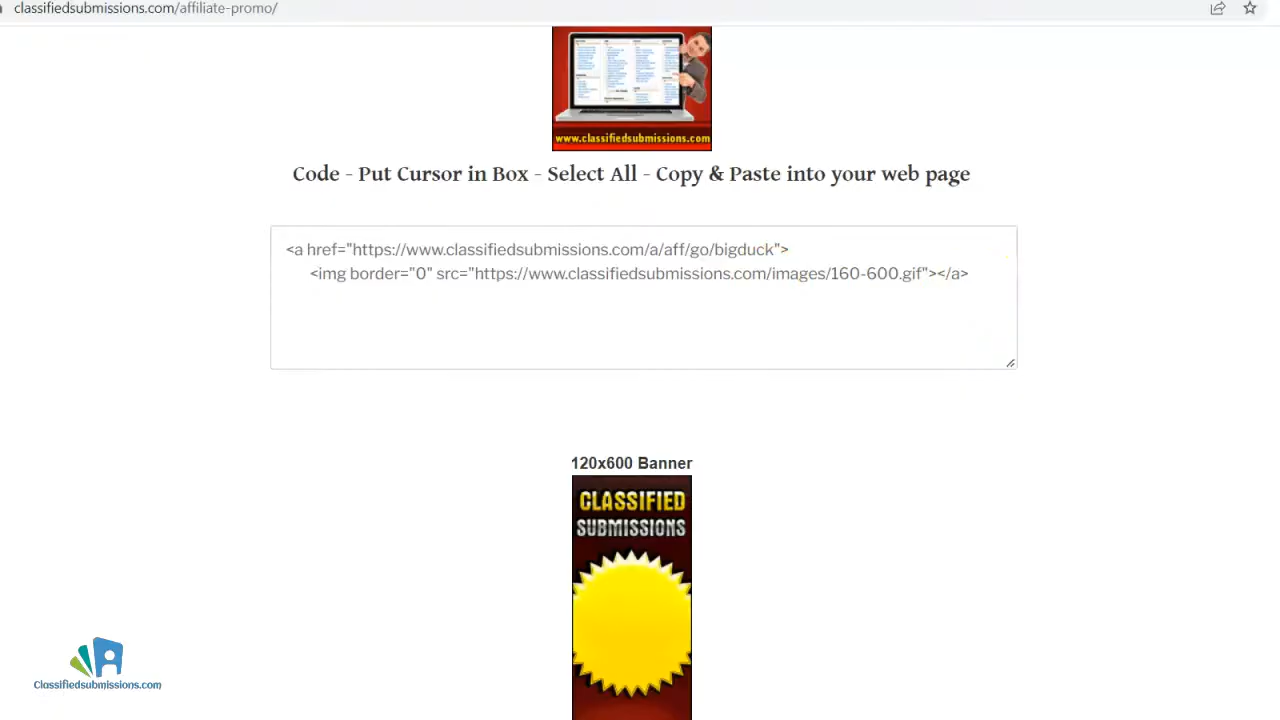 classifiedsubmissions.com/affiliate-promo/
www.classifiedsubmissions.com
Code - Put Cursor in Box - Select All - Copy & Paste into your web page
<a href="https://www.classifiedsubmissions.com/a/aff/go/bigduck">
<img border="0" src="https://www.classifiedsubmissions.com/images/160-600.gif"></a>
120x600 Banner
CLASSIFIED
SUBMISSIONS
Classifiedsubmissions.com